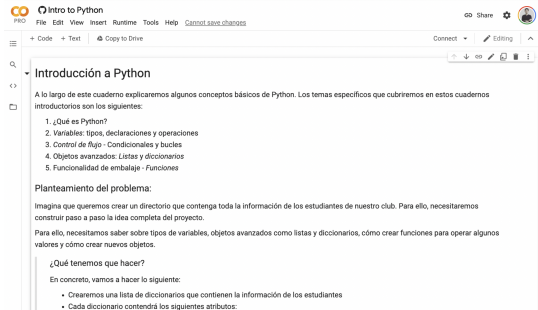 Intro to Python
PRO
File Edit View Insert Runtime Tools Help Cannot save changes
Share
+ Code + Text Copy to Drive
Connect Editing
Introducción a Python
A lo largo de este cuaderno explicaremos algunos conceptos básicos de Python. Los temas específicos que cubriremos en estos cuadernos
introductorios son los siguientes:
1. ¿Qué es Python?
2. Variables: tipos, declaraciones y operaciones
3. Control de flujo - Condicionales y bucles
4. Objetos avanzados: Listas y diccionarios
5. Funcionalidad de embalaje - Funciones
Planteamiento del problema:
Imagina que queremos crear un directorio que contenga toda la información de los estudiantes de nuestro club. Para ello, necesitaremos
construir paso a paso la idea completa del proyecto.
Para ello, necesitamos saber sobre tipos de variables, objetos avanzados como listas y diccionarios, cómo crear funciones para operar algunos
valores y cómo crear nuevos objetos.
¿Qué tenemos que hacer?
En concreto, vamos a hacer lo siguiente:
• Crearemos una lista de diccionarios que contienen la información de los estudiantes
• Cada diccionario contendrá los siguientes atributos: